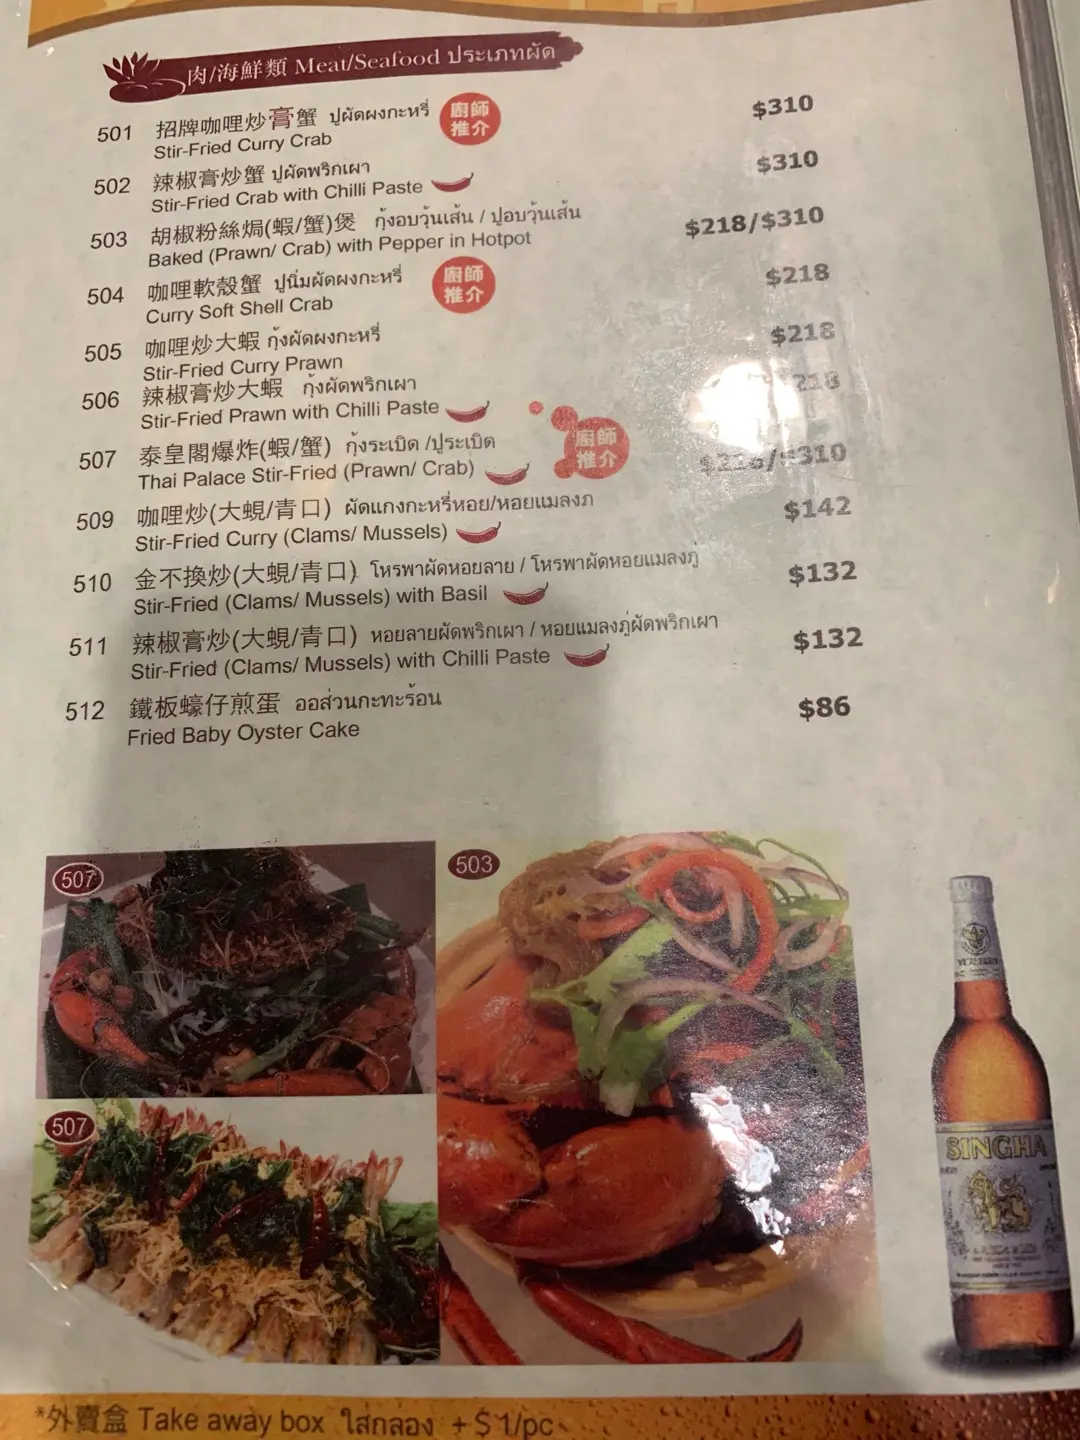 肉/海鮮類 Meat/Seafood ประเภทผัด
501 招牌咖哩炒膏蟹 ปูผัดผงกะหรี่ 廚師推介 $310
Stir-Fried Curry Crab
502 辣椒膏炒蟹 ปูผัดพริกเผา $310
Stir-Fried Crab with Chilli Paste
503 胡椒粉絲焗(蝦/蟹)煲 กุ้งอบวุ้นเส้น / ปูอบวุ้นเส้น $218/$310
Baked (Prawn/ Crab) with Pepper in Hotpot
504 咖哩軟殼蟹 ปูนิ่มผัดผงกะหรี่ 廚師推介 $218
Curry Soft Shell Crab
505 咖哩炒大蝦 กุ้งผัดผงกะหรี่ $218
Stir-Fried Curry Prawn
506 辣椒膏炒大蝦 กุ้งผัดพริกเผา 218
Stir-Fried Prawn with Chilli Paste
507 泰皇閣爆炸(蝦/蟹) กุ้งระเบิด /ปูระเบิด 廚師推介 $218/$310
Thai Palace Stir-Fried (Prawn/ Crab)
509 咖哩炒(大蜆/青口) ผัดแกงกะหรี่หอย/หอยแมลงภ $142
Stir-Fried Curry (Clams/ Mussels)
510 金不換炒(大蜆/青口) โหรพาผัดหอยลาย / โหรพาผัดหอยแมลงภู่ $132
Stir-Fried (Clams/ Mussels) with Basil
511 辣椒膏炒(大蜆/青口) หอยลายผัดพริกเผา / หอยแมลงภู่ผัดพริกเผา $132
Stir-Fried (Clams/ Mussels) with Chilli Paste
512 鐵板蠔仔煎蛋 ออส่วนกะทะร้อน $86
Fried Baby Oyster Cake
507
503
507
SINGHA
*外賣盒 Take away box ใส่กล่อง + $ 1/pc